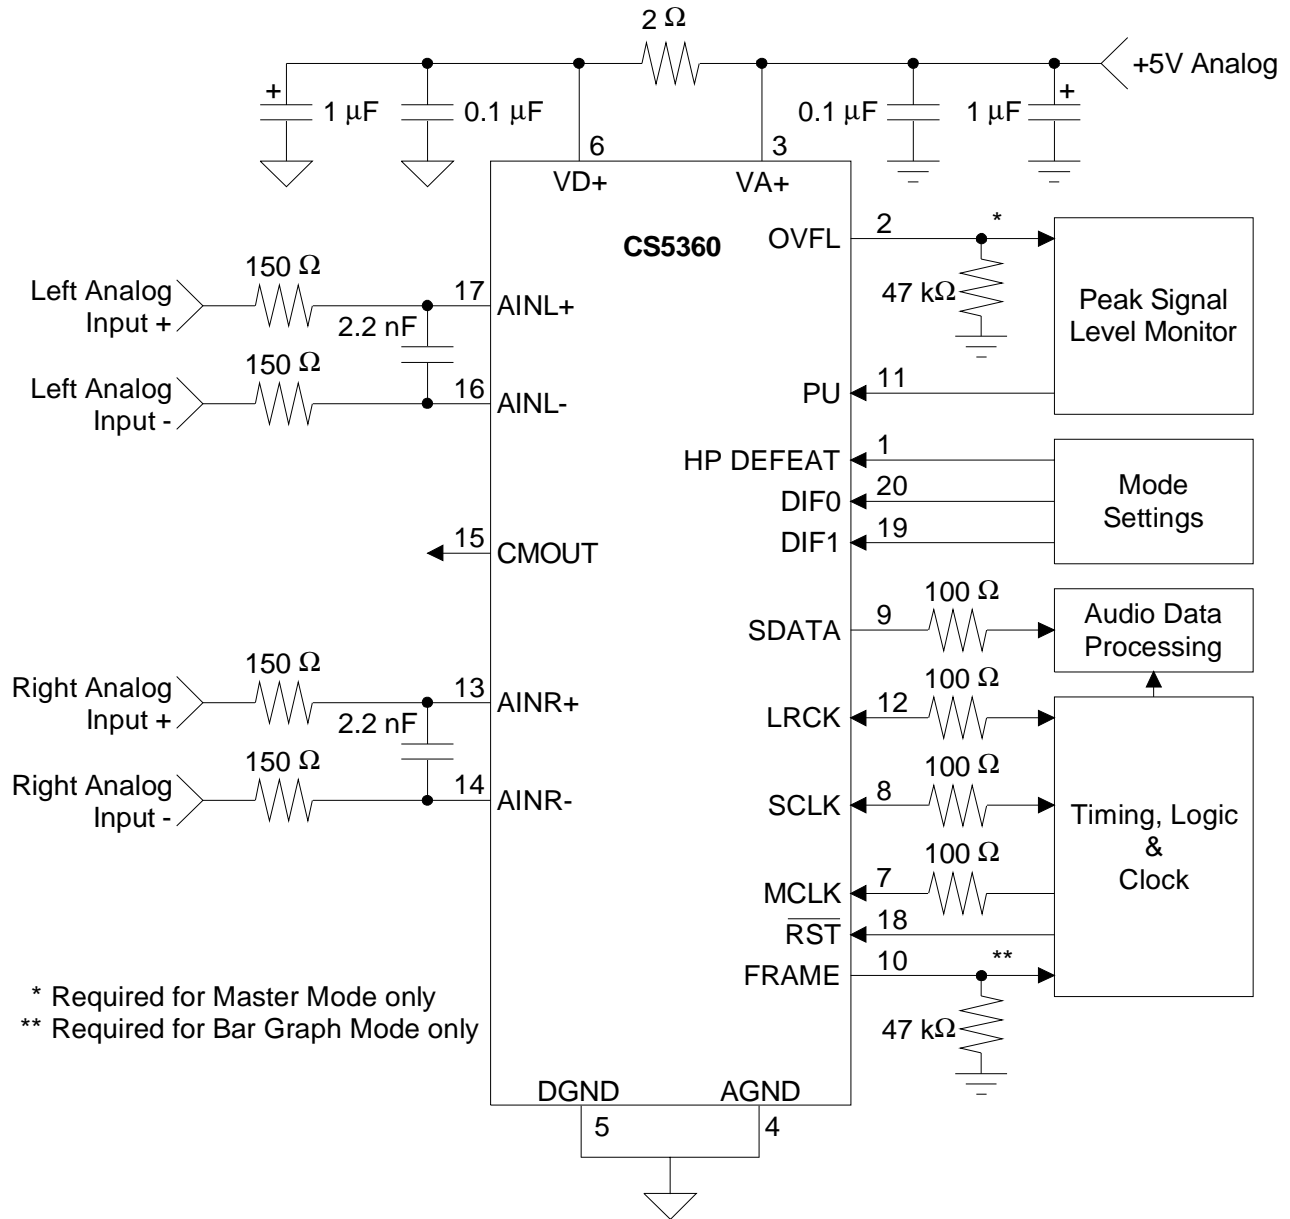 2 Ω
+5V Analog
+
1 μF
0.1 μF
0.1 μF
1 μF
+
6
3
VD+
VA+
CS5360
OVFL
2
*
47 kΩ
Peak Signal
Level Monitor
PU
11
Left Analog
Input +
150 Ω
17
AINL+
2.2 nF
Left Analog
Input -
150 Ω
16
AINL-
HP DEFEAT
1
DIF0
20
DIF1
19
Mode
Settings
15
CMOUT
SDATA
9
100 Ω
Audio Data
Processing
Right Analog
Input +
150 Ω
13
AINR+
2.2 nF
Right Analog
Input -
150 Ω
14
AINR-
LRCK
12
100 Ω
SCLK
8
100 Ω
MCLK
7
100 Ω
RST
18
FRAME
10
**
47 kΩ
Timing, Logic
&
Clock
* Required for Master Mode only
** Required for Bar Graph Mode only
DGND
AGND
5
4